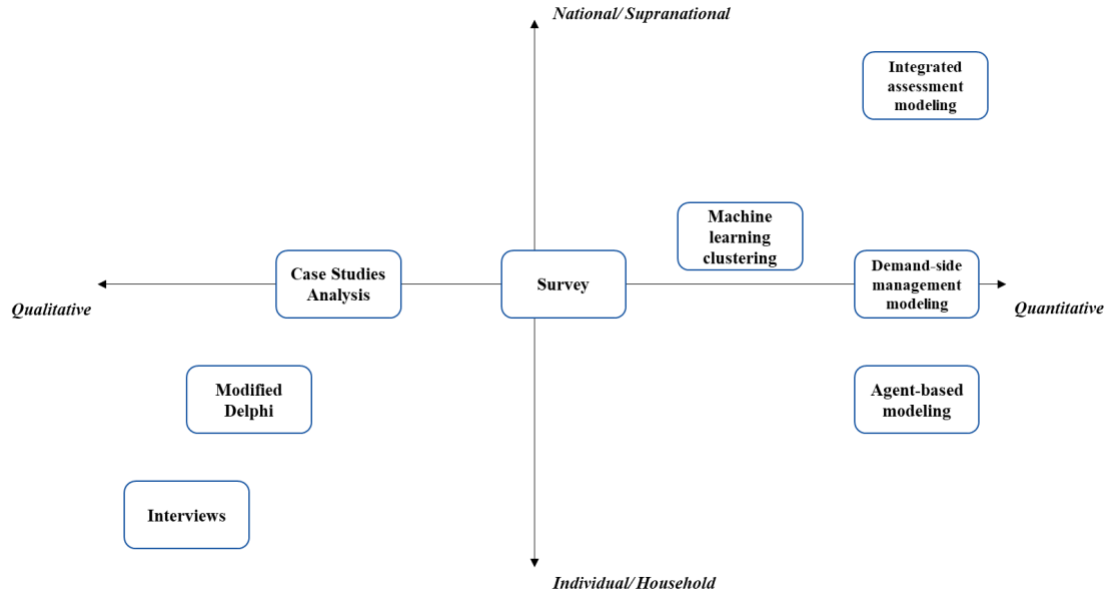 National/ Supranational
Integrated
assessment
modeling
Machine
learning
clustering
Case Studies
Analysis
Survey
Demand-side
management
modeling
Qualitative
Quantitative
Modified
Delphi
Agent-based
modeling
Interviews
Individual/ Household